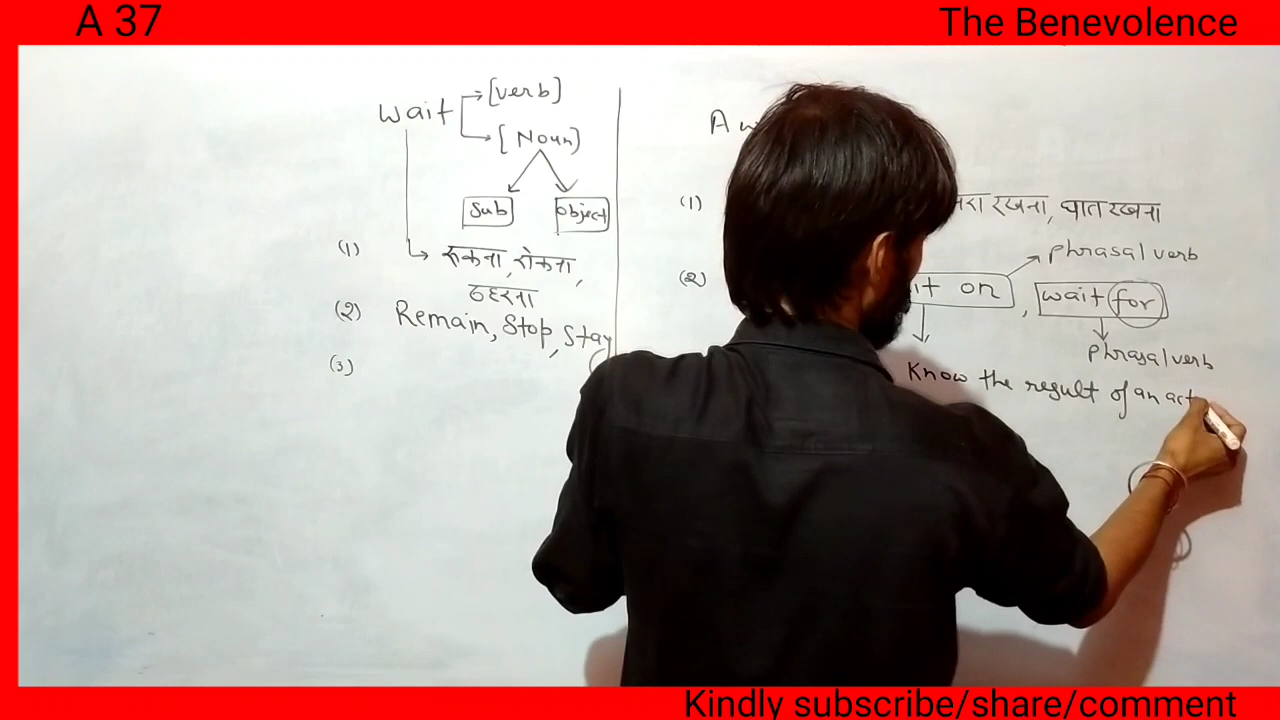 A 37
The Benevolence
wait
[verb]
[Noun]
sub
object
(1) रूकना, रोकना,
ठहरना
(2) Remain, Stop, Stay
(3)
A
(1) रखना, घात रखना
(2) on , wait for
phrasal verb
phrasal verb
Know the result of an act
Kindly subscribe/share/comment